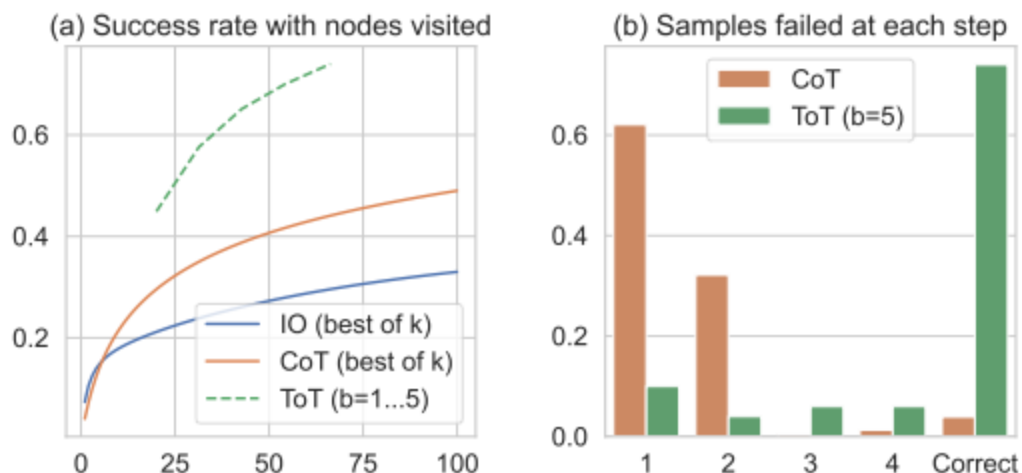 (a) Success rate with nodes visited
0.6
0.4
0.2
IO (best of k)
CoT (best of k)
ToT (b=1...5)
0 25 50 75 100
(b) Samples failed at each step
CoT
ToT (b=5)
0.6
0.4
0.2
0.0
1 2 3 4 Correct